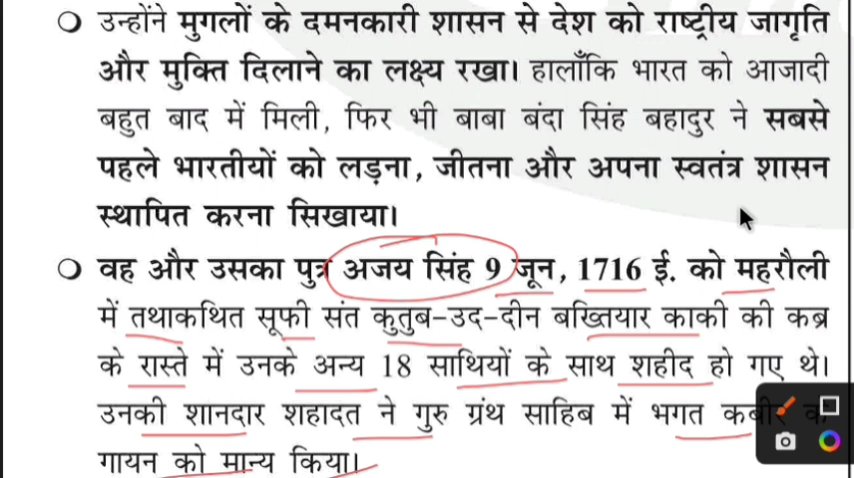 उन्होंने मुगलों के दमनकारी शासन से देश को राष्ट्रीय जागृति
और मुक्ति दिलाने का लक्ष्य रखा। हालाँकि भारत को आजादी
बहुत बाद में मिली, फिर भी बाबा बंदा सिंह बहादुर ने सबसे
पहले भारतीयों को लड़ना, जीतना और अपना स्वतंत्र शासन
स्थापित करना सिखाया।
वह और उसका पुत्र अजय सिंह 9 जून, 1716 ई. को महरौली
में तथाकथित सूफी संत कुतुब-उद-दीन बख्तियार काकी की कब्र
के रास्ते में उनके अन्य 18 साथियों के साथ शहीद हो गए थे।
उनकी शानदार शहादत ने गुरु ग्रंथ साहिब में भगत कबीर
गायन को मान्य किया।